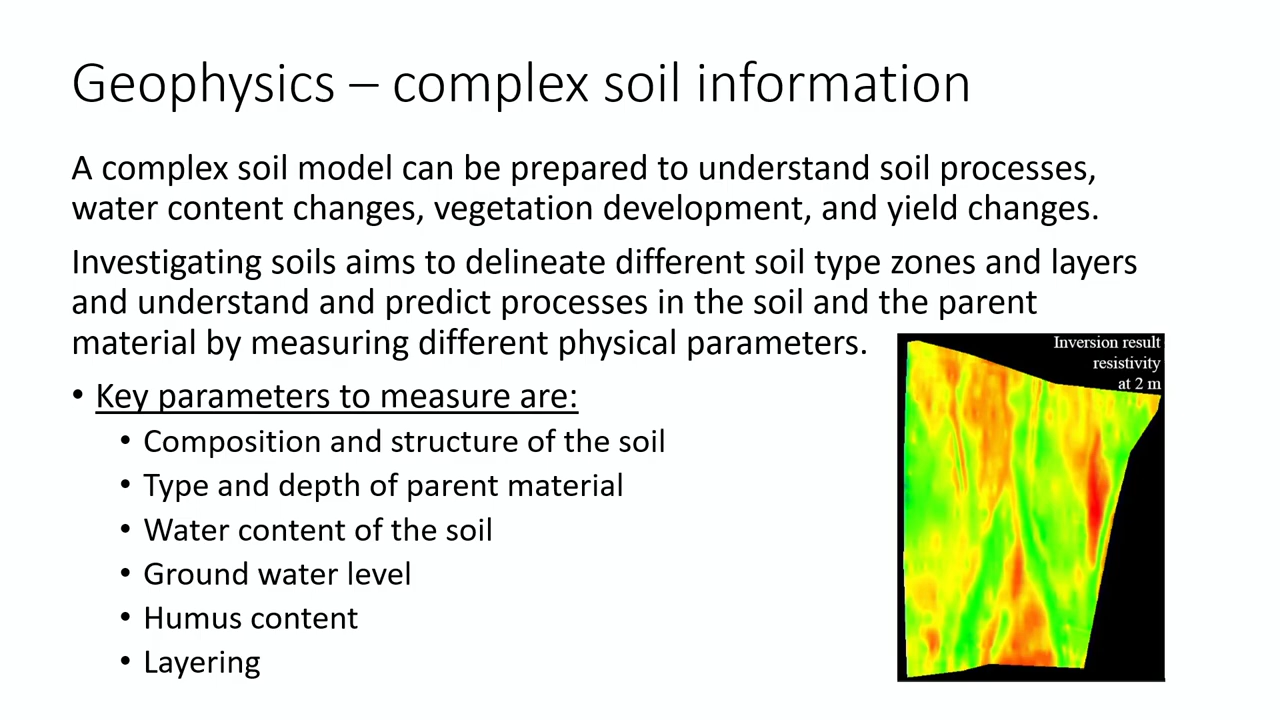 Geophysics – complex soil information
A complex soil model can be prepared to understand soil processes,
water content changes, vegetation development, and yield changes.
Investigating soils aims to delineate different soil type zones and layers
and understand and predict processes in the soil and the parent
material by measuring different physical parameters.
• Key parameters to measure are:
• Composition and structure of the soil
• Type and depth of parent material
• Water content of the soil
• Ground water level
• Humus content
• Layering
Inversion result
resistivity
at 2 m